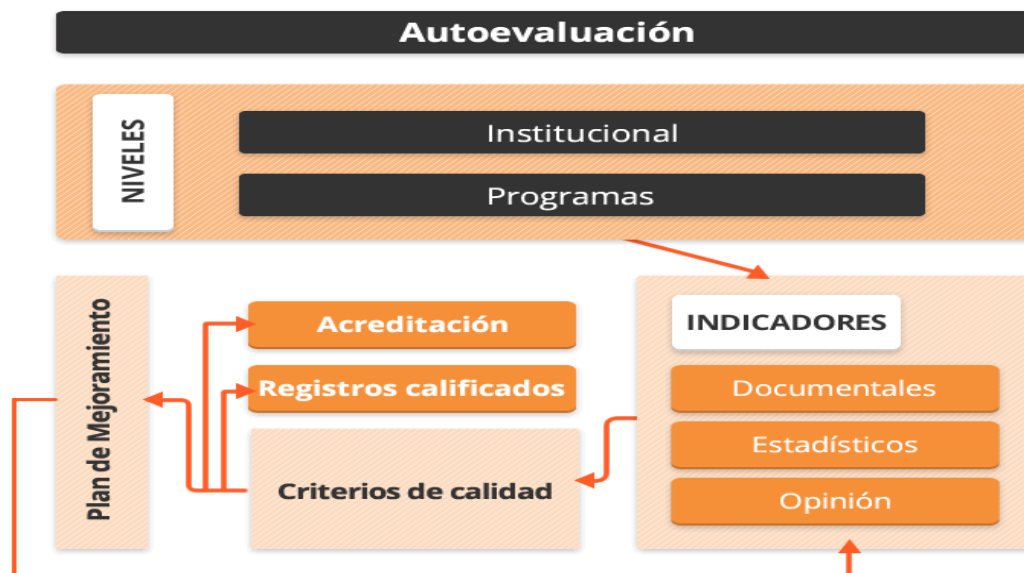 Autoevaluación
NIVELES
Institucional
Programas
Plan de Mejoramiento
Acreditación
Registros calificados
Criterios de calidad
INDICADORES
Documentales
Estadísticos
Opinión